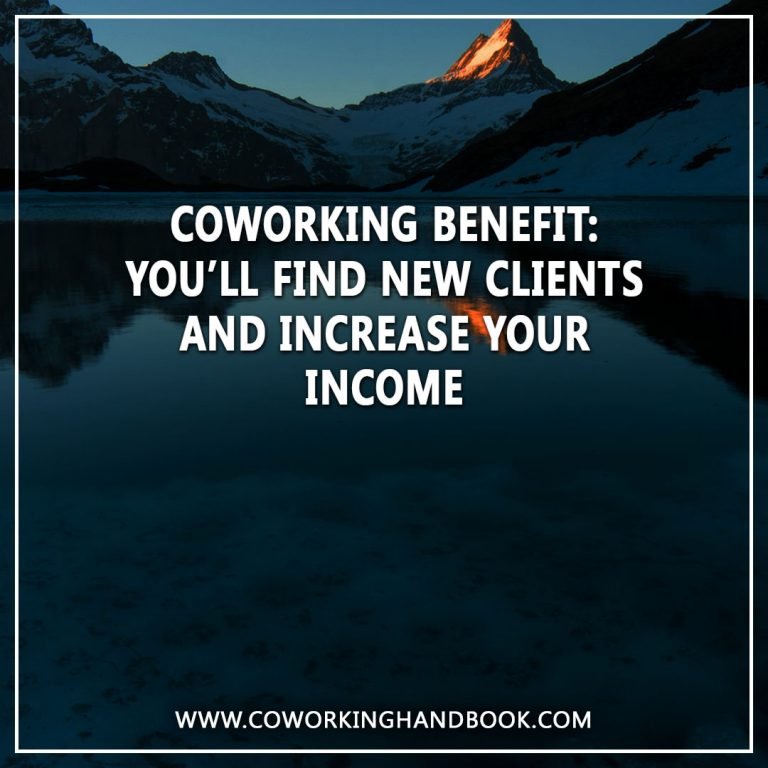 COWORKING BENEFIT:
YOU’LL FIND NEW CLIENTS
AND INCREASE YOUR
INCOME
WWW.COWORKINGHANDBOOK.COM